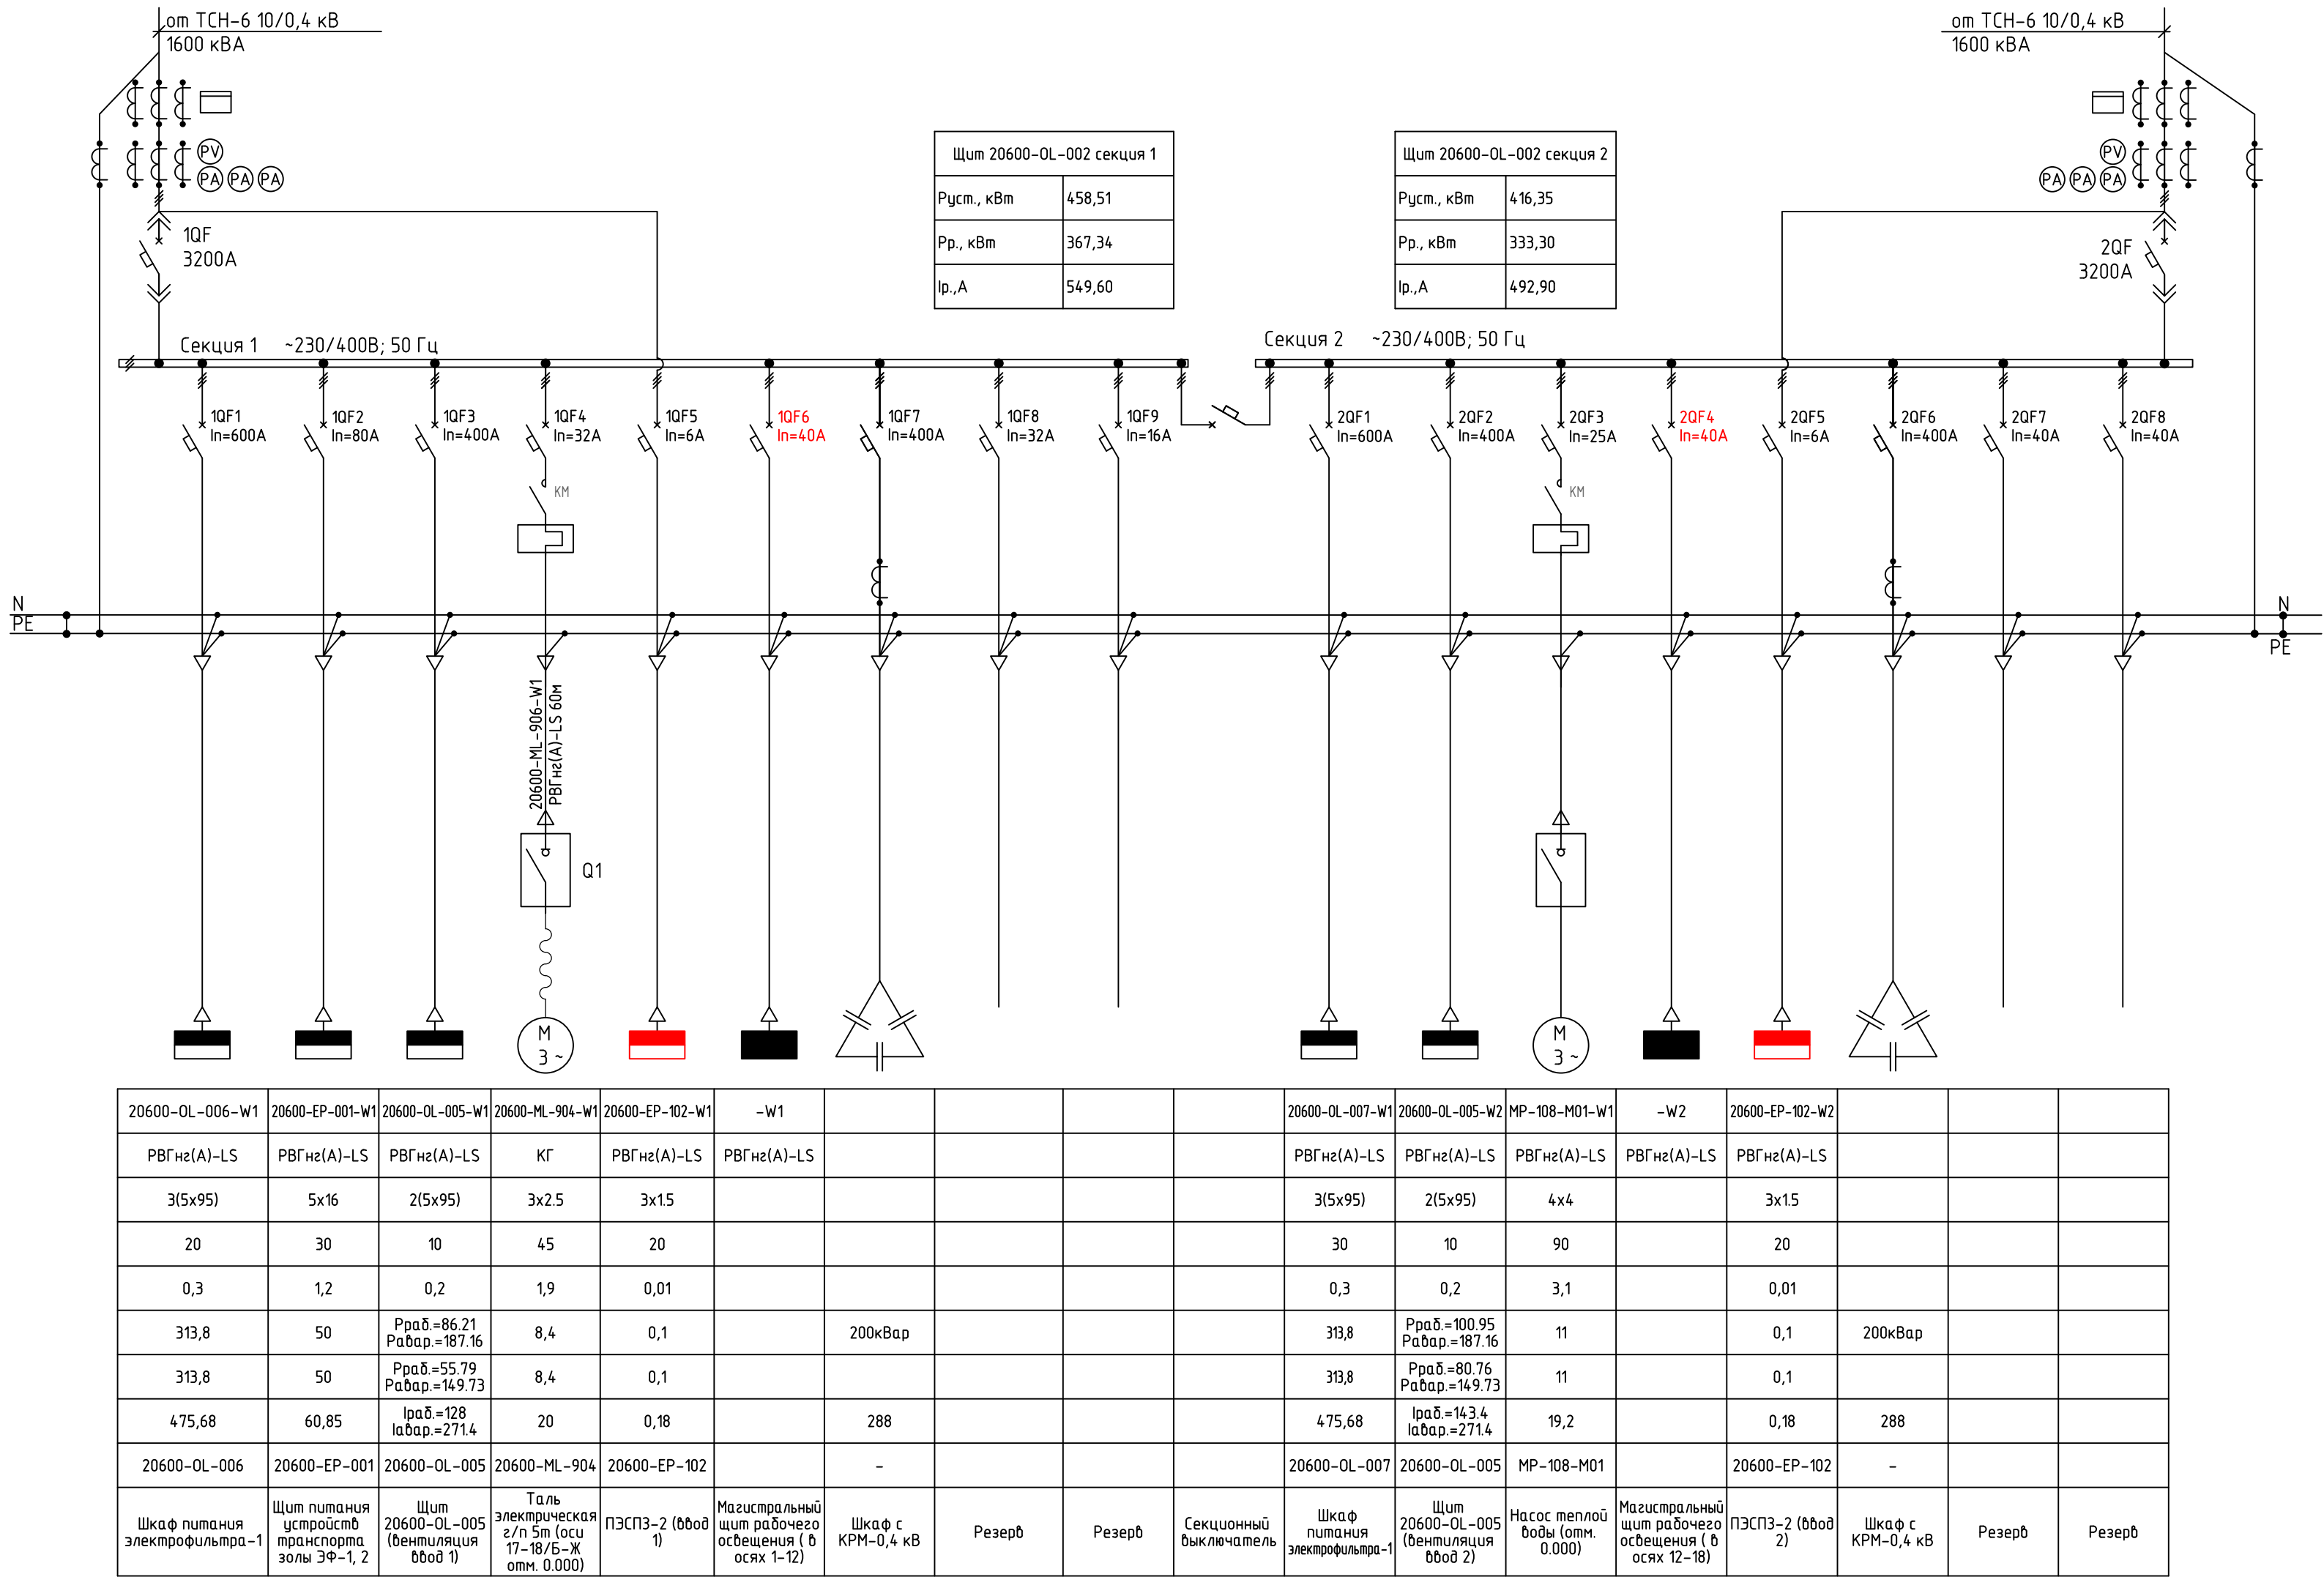 от ТСН-6 10/0,4 кВ
1600 кВА
от ТСН-6 10/0,4 кВ
1600 кВА
PV
PA PA PA
PV
PA PA PA
1QF
3200А
2QF
3200А
Щит 20600-OL-002 секция 1
Руст., кВт 458,51
Рр., кВт 367,34
Ip.,А 549,60
Щит 20600-OL-002 секция 2
Руст., кВт 416,35
Рр., кВт 333,30
Ip.,А 492,90
Секция 1 ~230/400В; 50 Гц
Секция 2 ~230/400В; 50 Гц
1QF1
In=600А
1QF2
In=80А
1QF3
In=400А
1QF4
In=32А
1QF5
In=6А
1QF6
In=40А
1QF7
In=400А
1QF8
In=32А
1QF9
In=16А
2QF1
In=600А
2QF2
In=400А
2QF3
In=25А
2QF4
In=40А
2QF5
In=6А
2QF6
In=400А
2QF7
In=40А
2QF8
In=40А
КМ
КМ
N
PE
N
PE
20600-ML-906-W1
РВГнг(А)-LS 60м
Q1
М
3 ~
М
3 ~
20600-OL-006-W1 20600-EP-001-W1 20600-OL-005-W1 20600-ML-904-W1 20600-EP-102-W1 -W1 20600-OL-007-W1 20600-OL-005-W2 MP-108-M01-W1 -W2 20600-EP-102-W2
РВГнг(А)-LS РВГнг(А)-LS РВГнг(А)-LS КГ РВГнг(А)-LS РВГнг(А)-LS РВГнг(А)-LS РВГнг(А)-LS РВГнг(А)-LS РВГнг(А)-LS РВГнг(А)-LS
3(5х95) 5х16 2(5х95) 3х2.5 3х1.5 3(5х95) 2(5х95) 4х4 3х1.5
20 30 10 45 20 30 10 90 20
0,3 1,2 0,2 1,9 0,01 0,3 0,2 3,1 0,01
313,8 50 Рраб.=86.21 8,4 0,1 200кВар 313,8 Рраб.=100.95 11 0,1 200кВар
Равар.=187.16 Равар.=187.16
313,8 50 Рраб.=55.79 8,4 0,1 313,8 Рраб.=80.76 11 0,1
Равар.=149.73 Равар.=149.73
475,68 60,85 Iраб.=128 20 0,18 288 475,68 Iраб.=143.4 19,2 0,18 288
Iавар.=271.4 Iавар.=271.4
20600-OL-006 20600-EP-001 20600-OL-005 20600-ML-904 20600-EP-102 - 20600-OL-007 20600-OL-005 MP-108-M01 20600-EP-102 -
Шкаф питания
электрофильтра-1
Щит питания
устройств
транспорта
золы ЭФ-1, 2
Щит
20600-OL-005
(вентиляция
ввод 1)
Таль
электрическая
г/п 5т (оси
17-18/Б-Ж
отм. 0.000)
ПЭСПЗ-2 (ввод
1)
Магистральный
щит рабочего
освещения ( в
осях 1-12)
Шкаф с
КРМ-0,4 кВ
Резерв
Резерв
Секционный
выключатель
Шкаф
питания
электрофильтра-1
Щит
20600-OL-005
(вентиляция
ввод 2)
Насос теплой
воды (отм.
0.000)
Магистральный
щит рабочего
освещения ( в
осях 12-18)
ПЭСПЗ-2 (ввод
2)
Шкаф с
КРМ-0,4 кВ
Резерв
Резерв